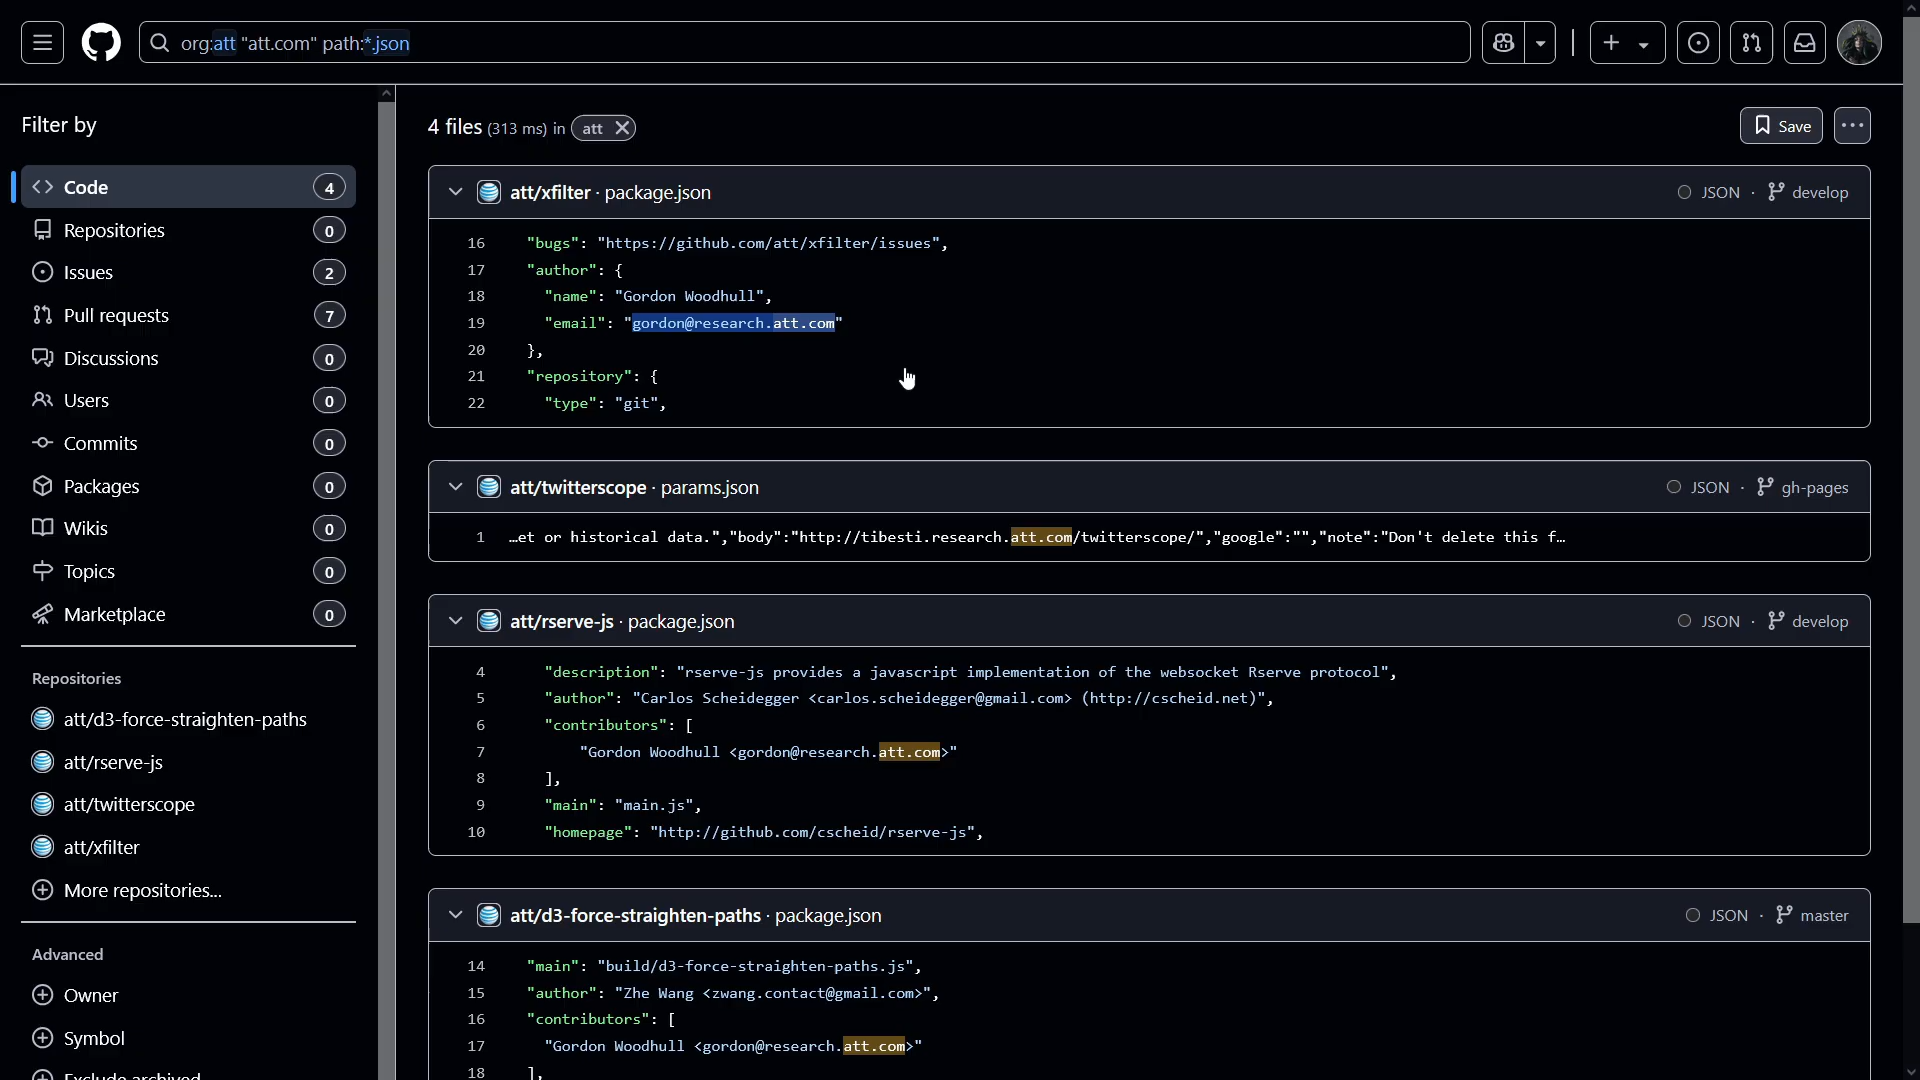 org:att "att.com" path:*.json
Filter by
Code 4
Repositories 0
Issues 2
Pull requests 7
Discussions 0
Users 0
Commits 0
Packages 0
Wikis 0
Topics 0
Marketplace 0
Repositories
att/d3-force-straighten-paths
att/rserve-js
att/twitterscope
att/xfilter
More repositories...
Advanced
Owner
Symbol
Exclude archived
4 files (313 ms) in att
Save
att/xfilter · package.json JSON · develop
16 "bugs": "https://github.com/att/xfilter/issues",
17 "author": {
18 "name": "Gordon Woodhull",
19 "email": "gordon@research.att.com"
20 },
21 "repository": {
22 "type": "git",
att/twitterscope · params.json JSON · gh-pages
1 …et or historical data.","body":"http://tibesti.research.att.com/twitterscope/","google":"","note":"Don't delete this f…
att/rserve-js · package.json JSON · develop
4 "description": "rserve-js provides a javascript implementation of the websocket Rserve protocol",
5 "author": "Carlos Scheidegger <carlos.scheidegger@gmail.com> (http://cscheid.net)",
6 "contributors": [
7 "Gordon Woodhull <gordon@research.att.com>"
8 ],
9 "main": "main.js",
10 "homepage": "http://github.com/cscheid/rserve-js",
att/d3-force-straighten-paths · package.json JSON · master
14 "main": "build/d3-force-straighten-paths.js",
15 "author": "Zhe Wang <zwang.contact@gmail.com>",
16 "contributors": [
17 "Gordon Woodhull <gordon@research.att.com>"
18 ],